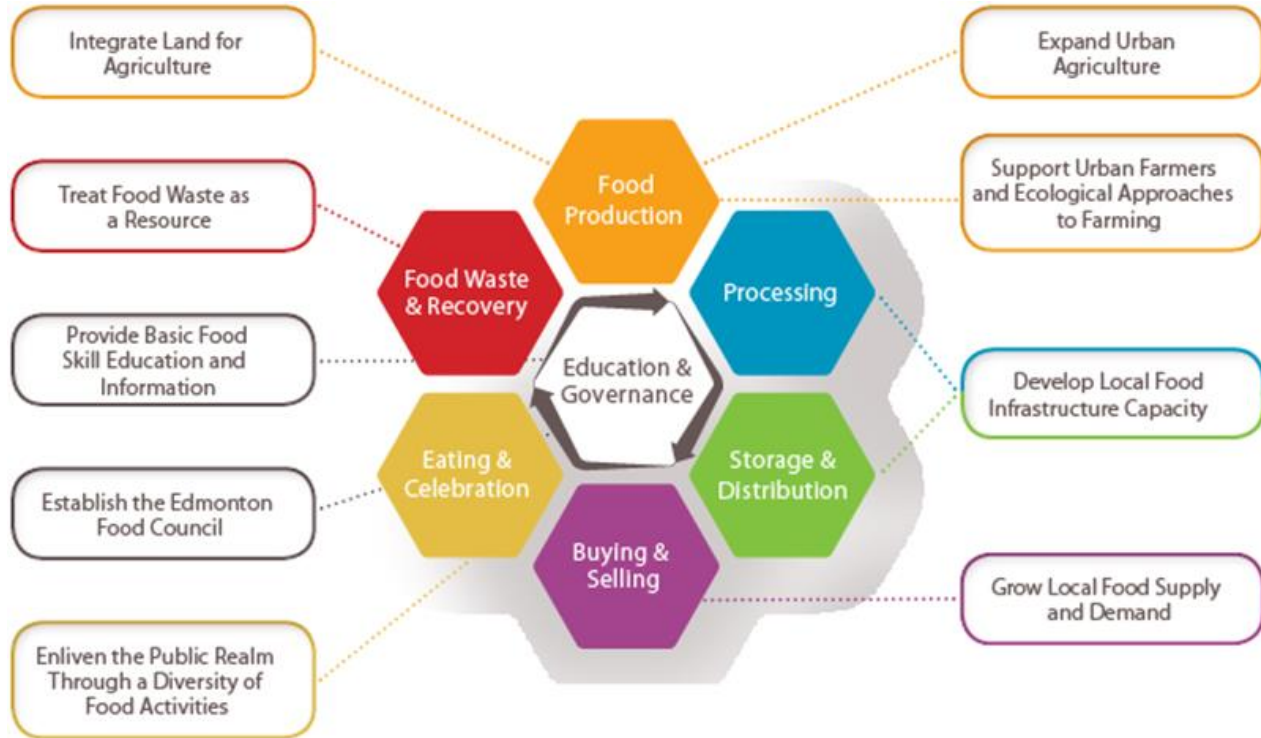 Integrate Land for
Agriculture
Expand Urban
Agriculture
Treat Food Waste as
a Resource
Support Urban Farmers
and Ecological Approaches
to Farming
Food
Production
Food Waste
& Recovery
Processing
Provide Basic Food
Skill Education and
Information
Education &
Governance
Develop Local Food
Infrastructure Capacity
Eating &
Celebration
Storage &
Distribution
Establish the Edmonton
Food Council
Buying &
Selling
Grow Local Food Supply
and Demand
Enliven the Public Realm
Through a Diversity of
Food Activities